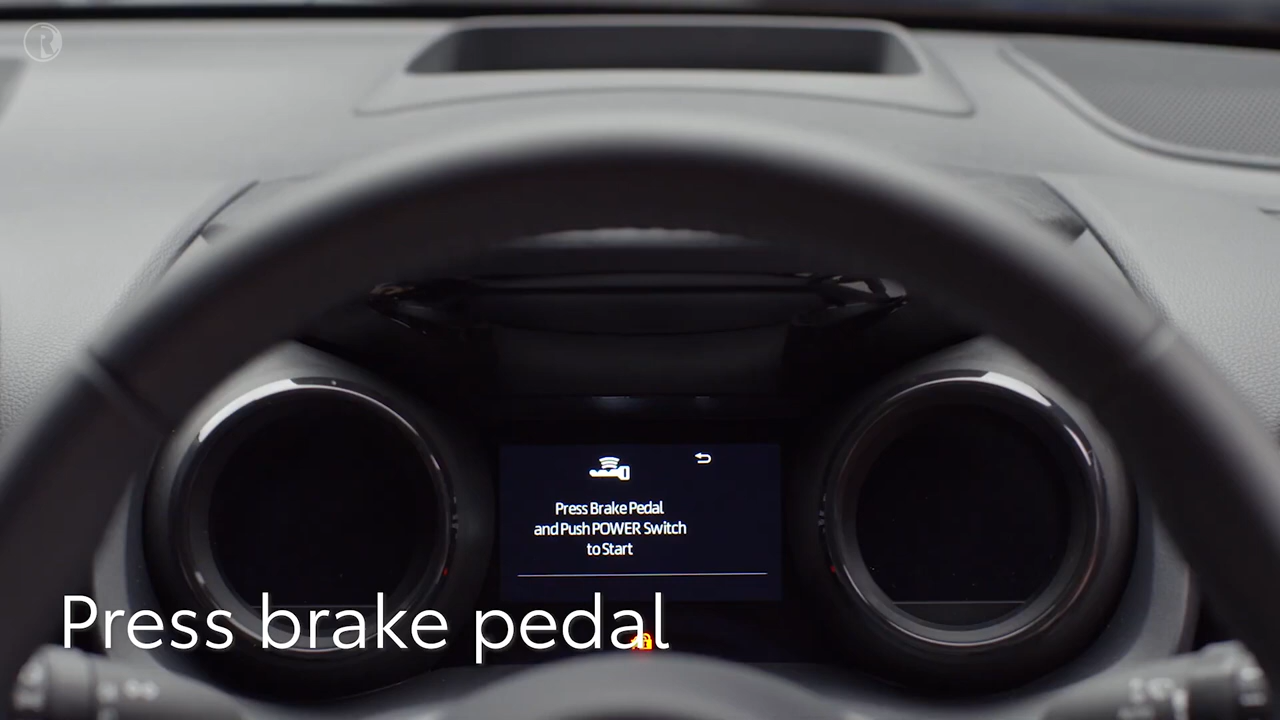 R
Press Brake Pedal
and Push POWER Switch
to Start
Press brake pedal